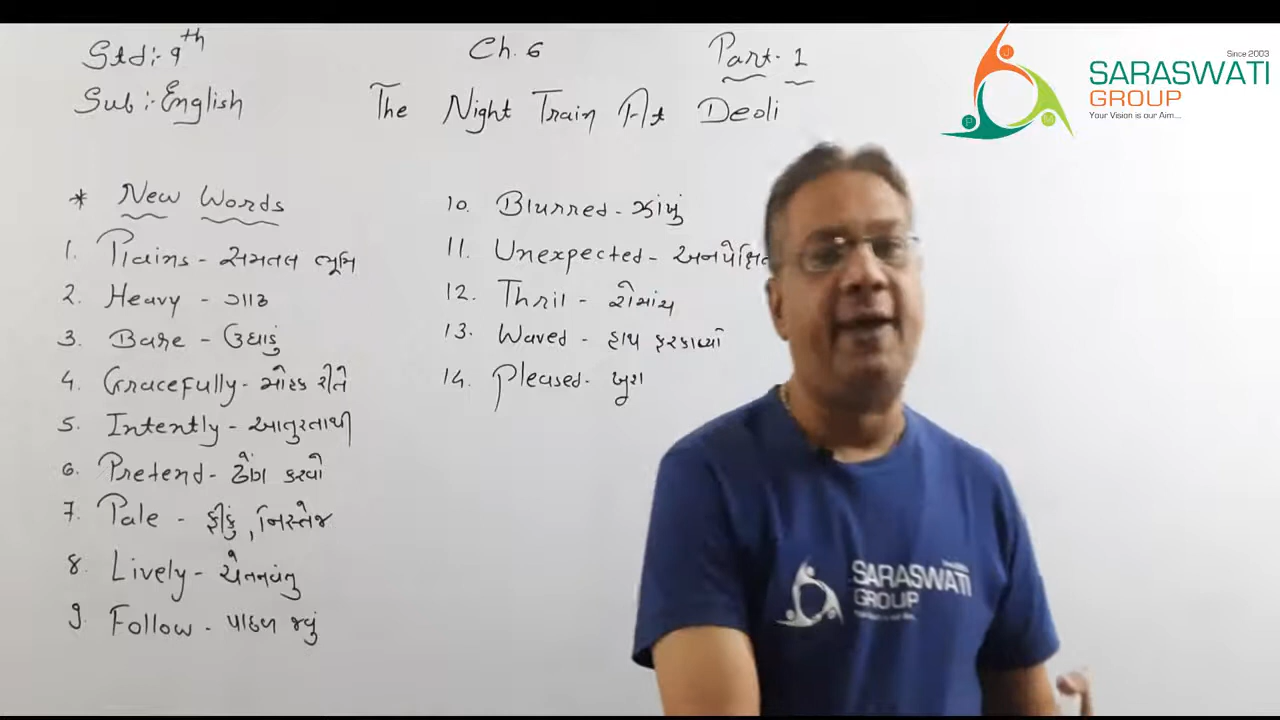 Std:- 9th
Ch. 6
Part-1
Sub:- English
The Night Train At Deoli
Since 2003
SARASWATI
GROUP
Your Vision is our Aim...
J
P
M
* New Words
1. Plains - સમતલ ભૂમિ
2. Heavy - ગાઢ
3. Bare - ઉઘાડું
4. Gracefully - મોહક રીતે
5. Intently - આતુરતાથી
6. Pretend - ઢોંગ કરવો
7. Pale - ફીકું, નિસ્તેજ
8. Lively - ચેતનવંતુ
9. Follow - પાછળ જવું
10. Blurred - ઝાંખું
11. Unexpected - અનપેક્ષિત
12. Thril - રોમાંચ
13. Waved - હાથ ફરકાવ્યો
14. Pleased - ખુશ
SARASWATI
GROUP